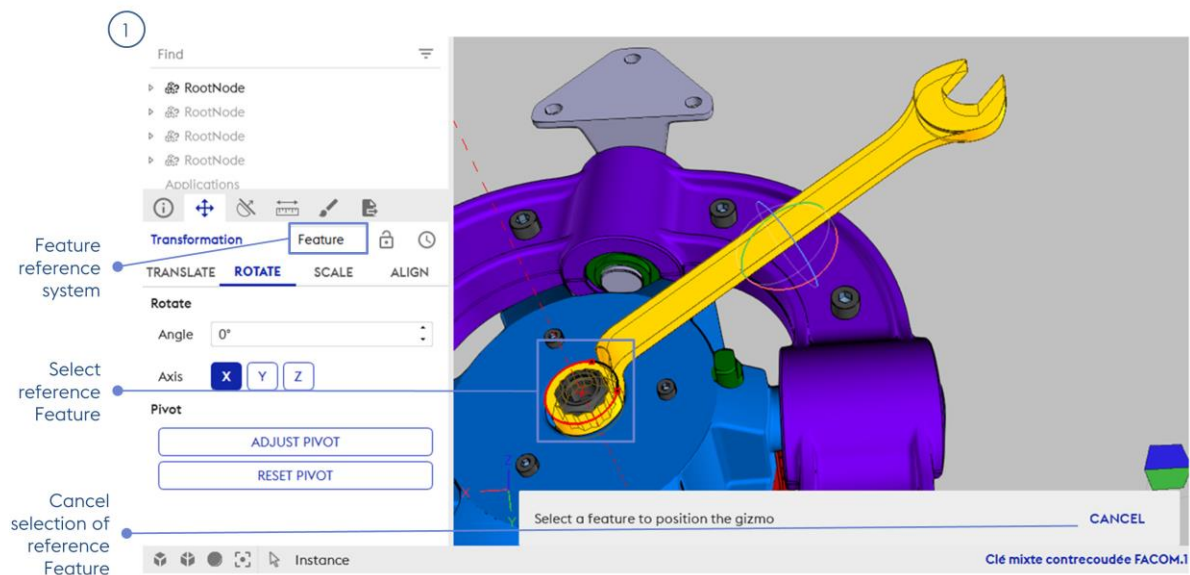 1
Find
RootNode
RootNode
RootNode
RootNode
Applications
Feature
reference
system
Transformation Feature
TRANSLATE ROTATE SCALE ALIGN
Rotate
Angle 0°
Select
reference
Feature
Axis X Y Z
Pivot
ADJUST PIVOT
RESET PIVOT
Cancel
selection of
reference
Feature
X Z Y
Select a feature to position the gizmo CANCEL
Instance Clé mixte contrecoudée FACOM.1